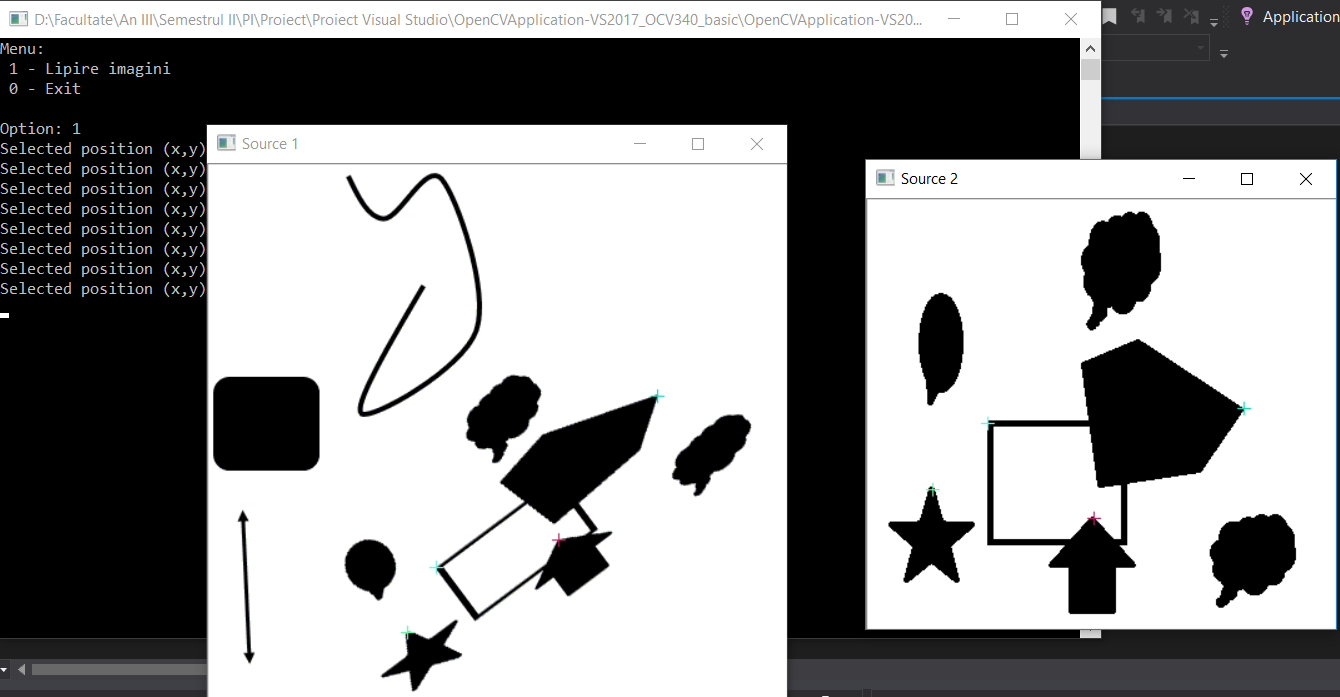 D:\Facultate\An III\Semestrul II\PI\Proiect\Proiect Visual Studio\OpenCVApplication-VS2017_OCV340_basic\OpenCVApplication-VS20...
Application
Menu:
1 - Lipire imagini
0 - Exit
Option: 1
Selected position (x,y)
Selected position (x,y)
Selected position (x,y)
Selected position (x,y)
Selected position (x,y)
Selected position (x,y)
Selected position (x,y)
Selected position (x,y)
Source 1
Source 2